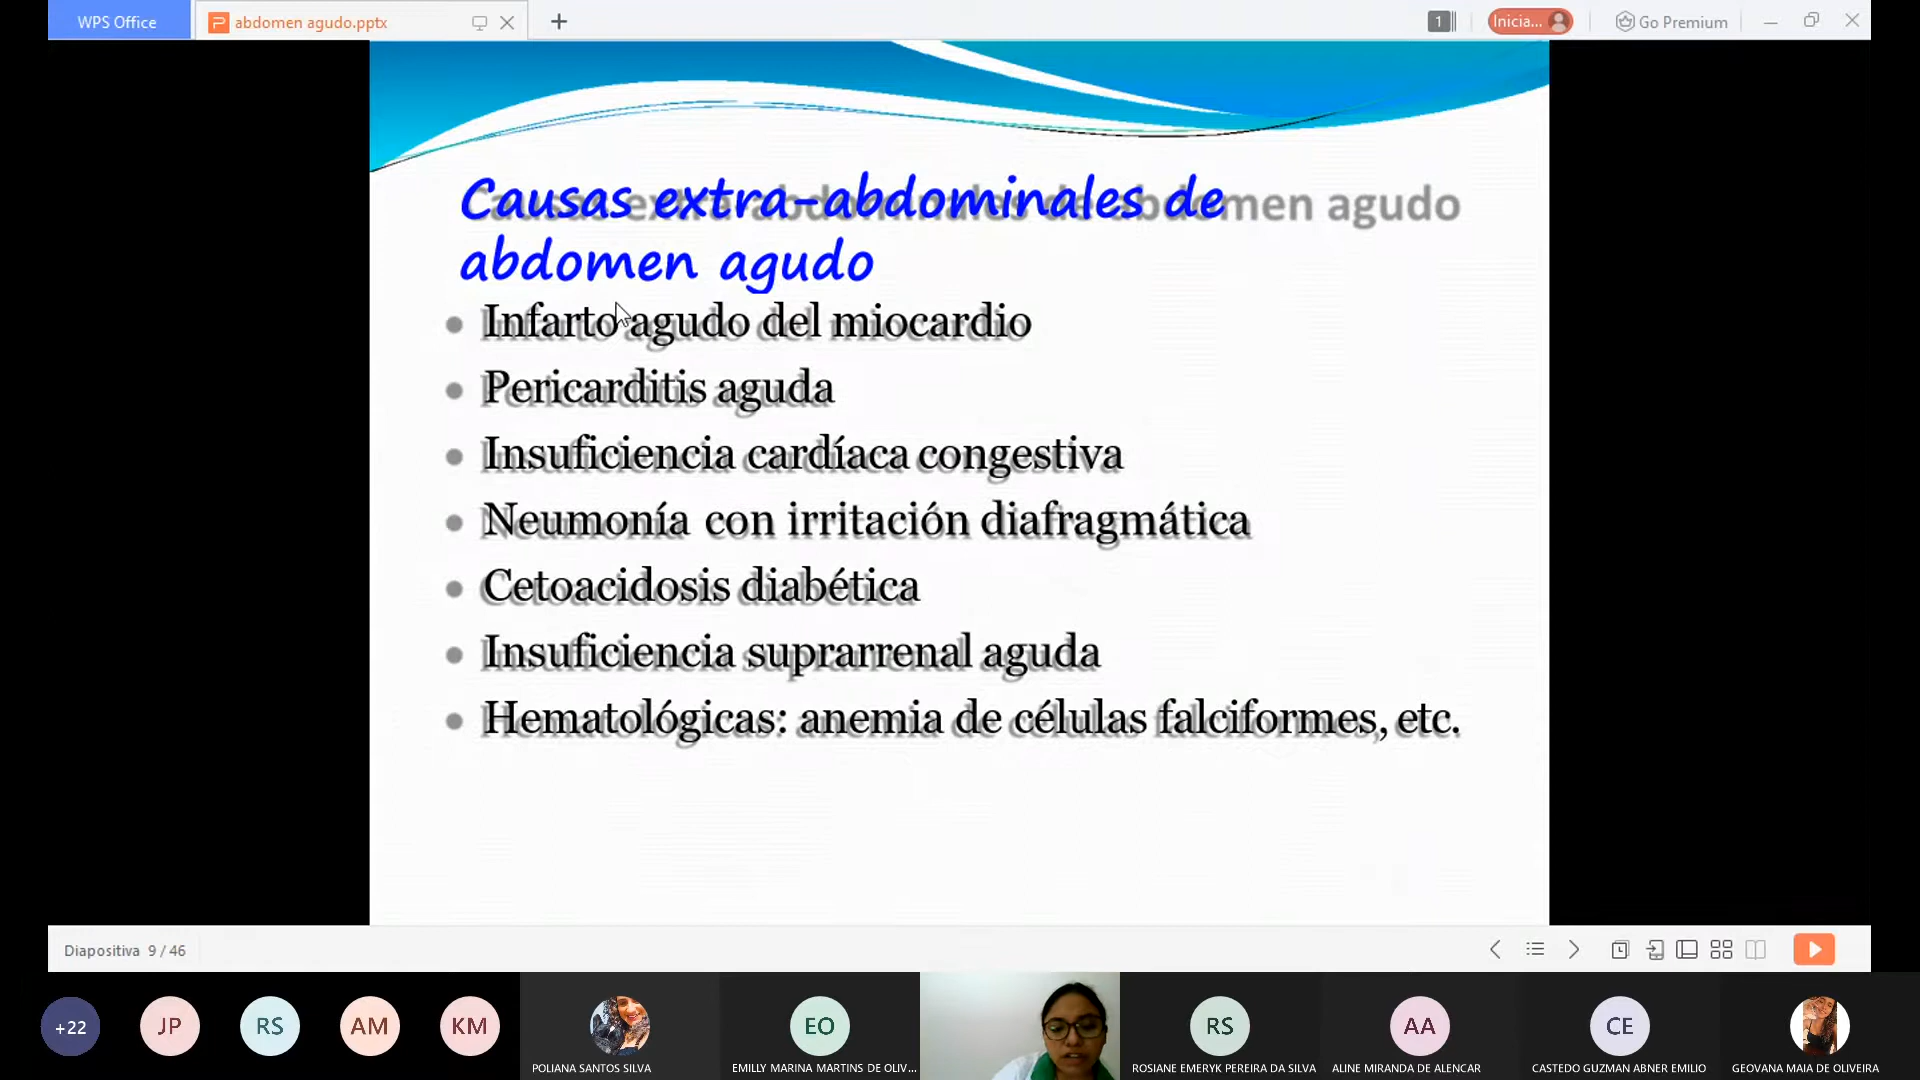 WPS Office
abdomen agudo.pptx
1
Inicia...
Go Premium
Causas extra-abdominales de
abdomen agudo
Infarto agudo del miocardio
Pericarditis aguda
Insuficiencia cardíaca congestiva
Neumonía con irritación diafragmática
Cetoacidosis diabética
Insuficiencia suprarrenal aguda
Hematológicas: anemia de células falciformes, etc.
Diapositiva 9 / 46
+22
JP
RS
AM
KM
POLIANA SANTOS SILVA
EO
EMILLY MARINA MARTINS DE OLIV...
RS
ROSIANE EMERYK PEREIRA DA SILVA
AA
ALINE MIRANDA DE ALENCAR
CE
CASTEDO GUZMAN ABNER EMILIO
GEOVANA MAIA DE OLIVEIRA